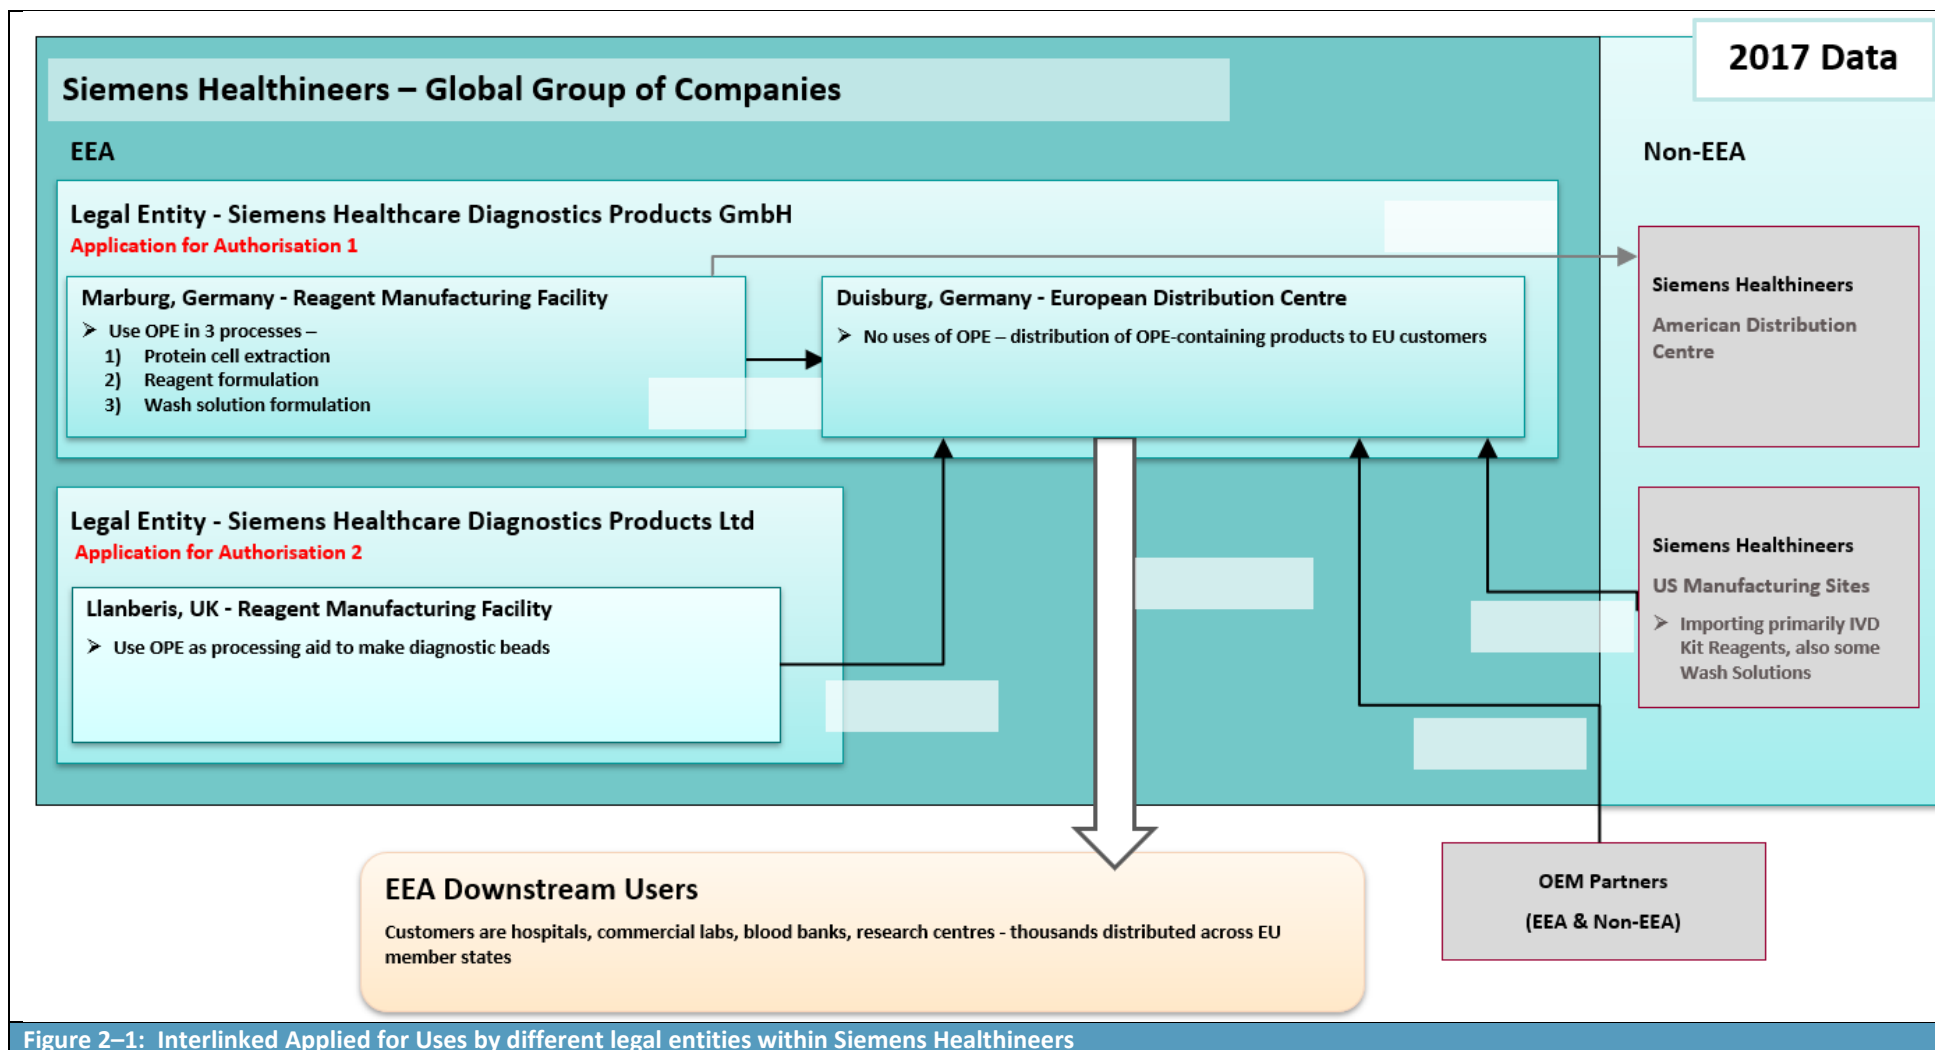 2017 Data
Siemens Healthineers – Global Group of Companies
EEA
Non-EEA
Legal Entity - Siemens Healthcare Diagnostics Products GmbH
Application for Authorisation 1
Marburg, Germany - Reagent Manufacturing Facility
➢ Use OPE in 3 processes –
1) Protein cell extraction
2) Reagent formulation
3) Wash solution formulation
Duisburg, Germany - European Distribution Centre
➢ No uses of OPE – distribution of OPE-containing products to EU customers
Siemens Healthineers
American Distribution
Centre
Legal Entity - Siemens Healthcare Diagnostics Products Ltd
Application for Authorisation 2
Llanberis, UK - Reagent Manufacturing Facility
➢ Use OPE as processing aid to make diagnostic beads
Siemens Healthineers
US Manufacturing Sites
➢ Importing primarily IVD
Kit Reagents, also some
Wash Solutions
EEA Downstream Users
Customers are hospitals, commercial labs, blood banks, research centres - thousands distributed across EU
member states
OEM Partners
(EEA & Non-EEA)
Figure 2–1: Interlinked Applied for Uses by different legal entities within Siemens Healthineers